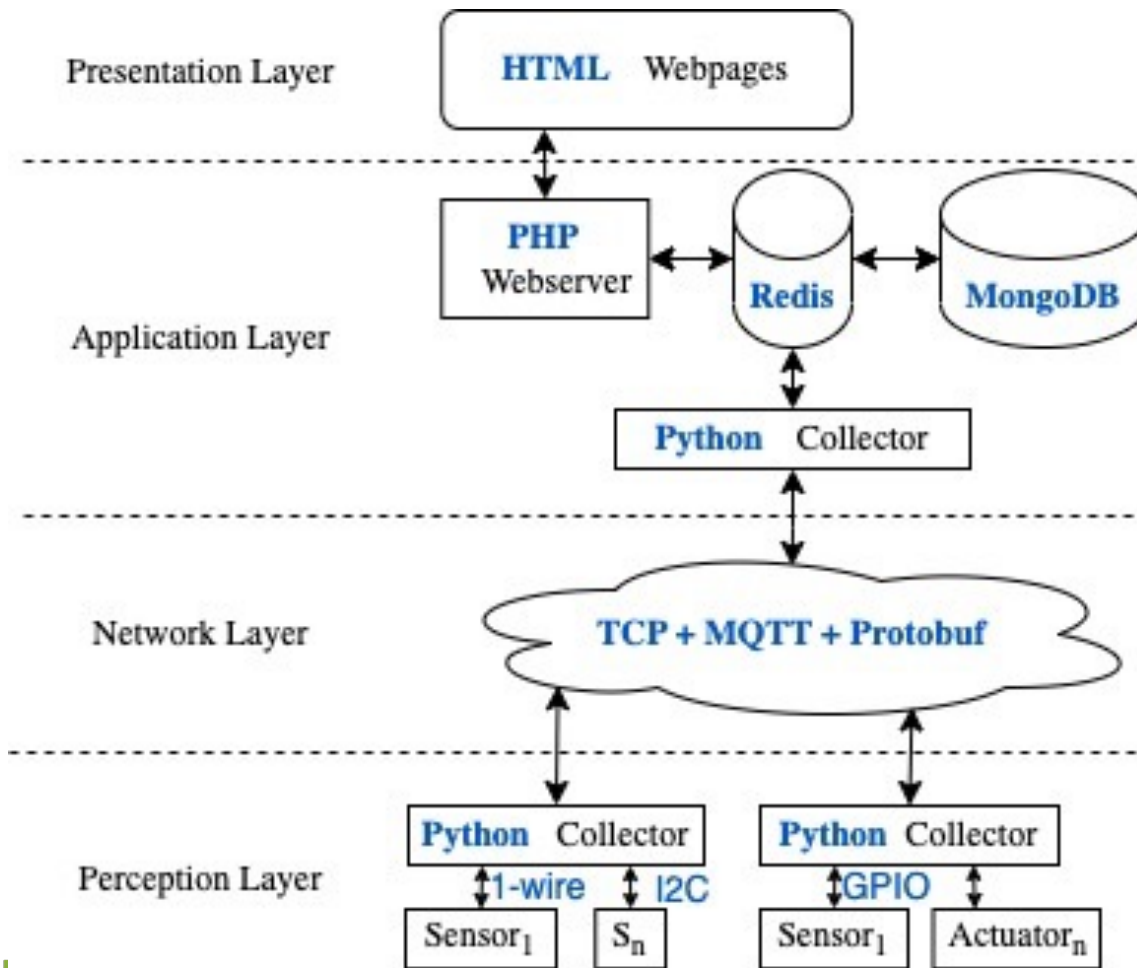 Presentation Layer
HTML Webpages
Application Layer
PHP
Webserver
Redis
MongoDB
Python Collector
Network Layer
TCP + MQTT + Protobuf
Perception Layer
Python Collector
Python Collector
1-wire
I2C
GPIO
Sensor₁
Sₙ
Sensor₁
Actuatorₙ